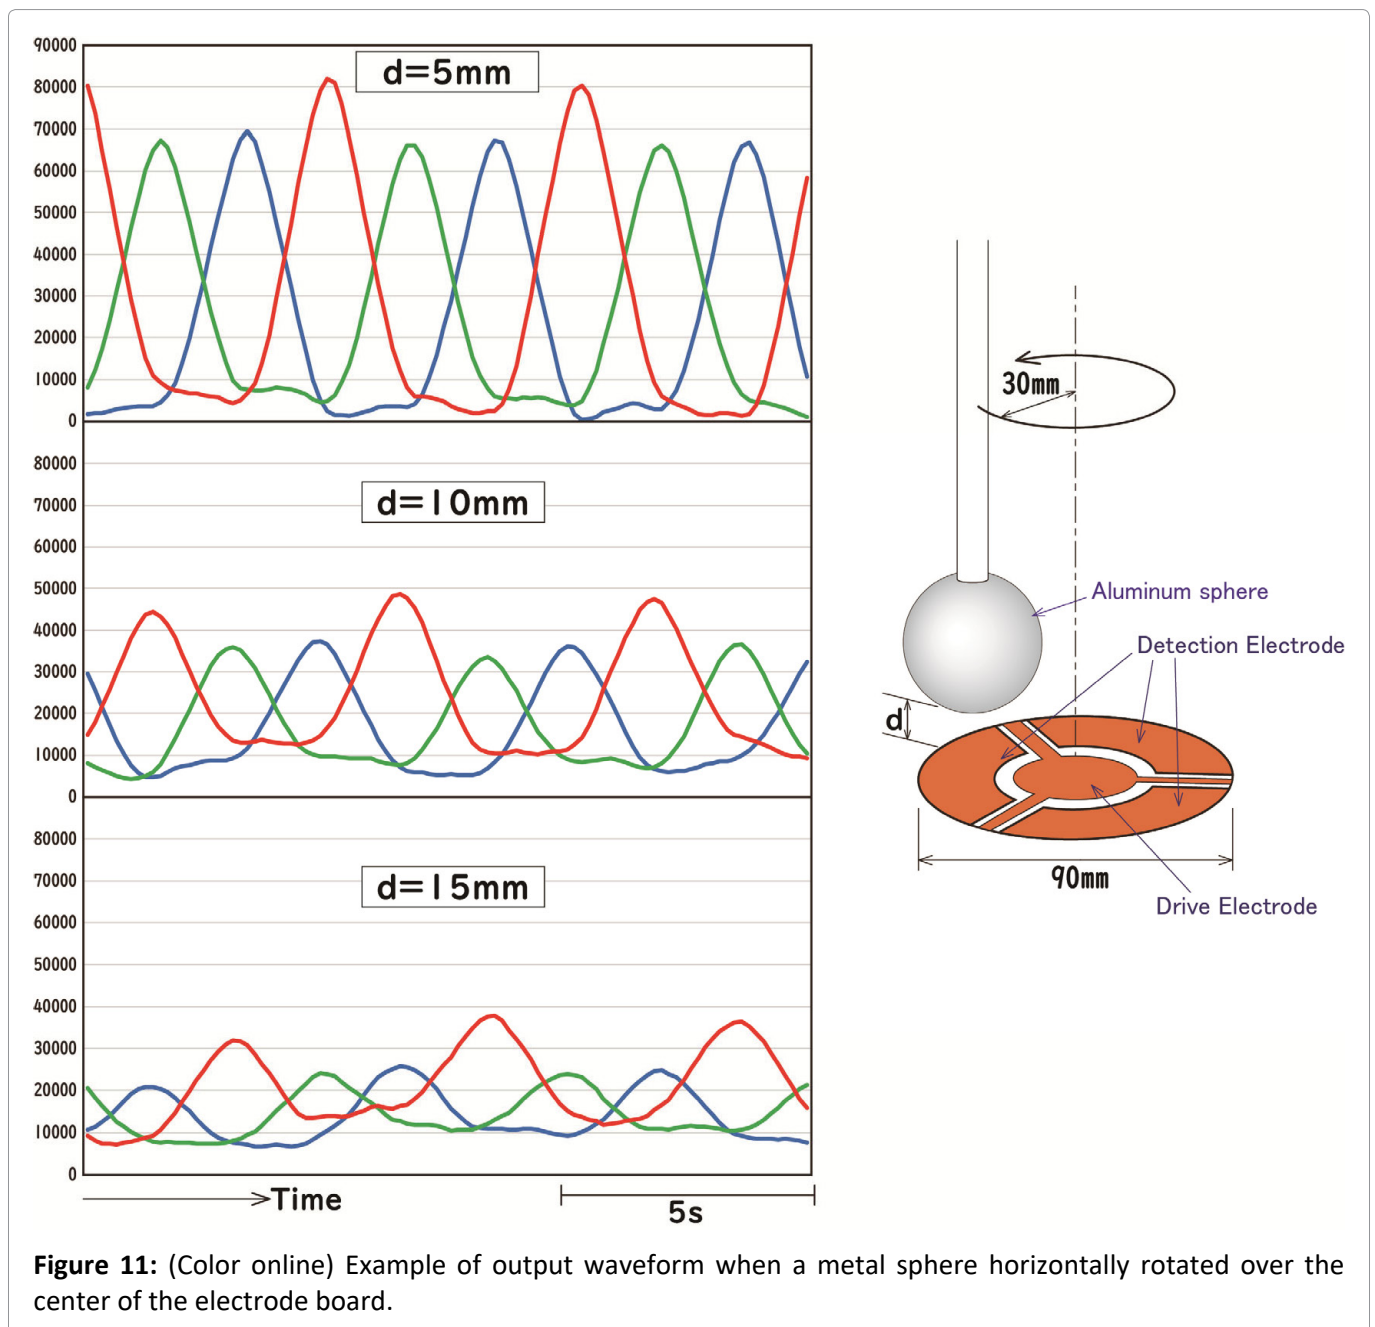 90000
80000
70000
60000
50000
40000
30000
20000
10000
0
d=5mm
80000
70000
60000
50000
40000
30000
20000
10000
0
d=10mm
80000
70000
60000
50000
40000
30000
20000
10000
0
d=15mm
Time
5s
30mm
Aluminum sphere
Detection Electrode
d
90mm
Drive Electrode
Figure 11: (Color online) Example of output waveform when a metal sphere horizontally rotated over the
center of the electrode board.